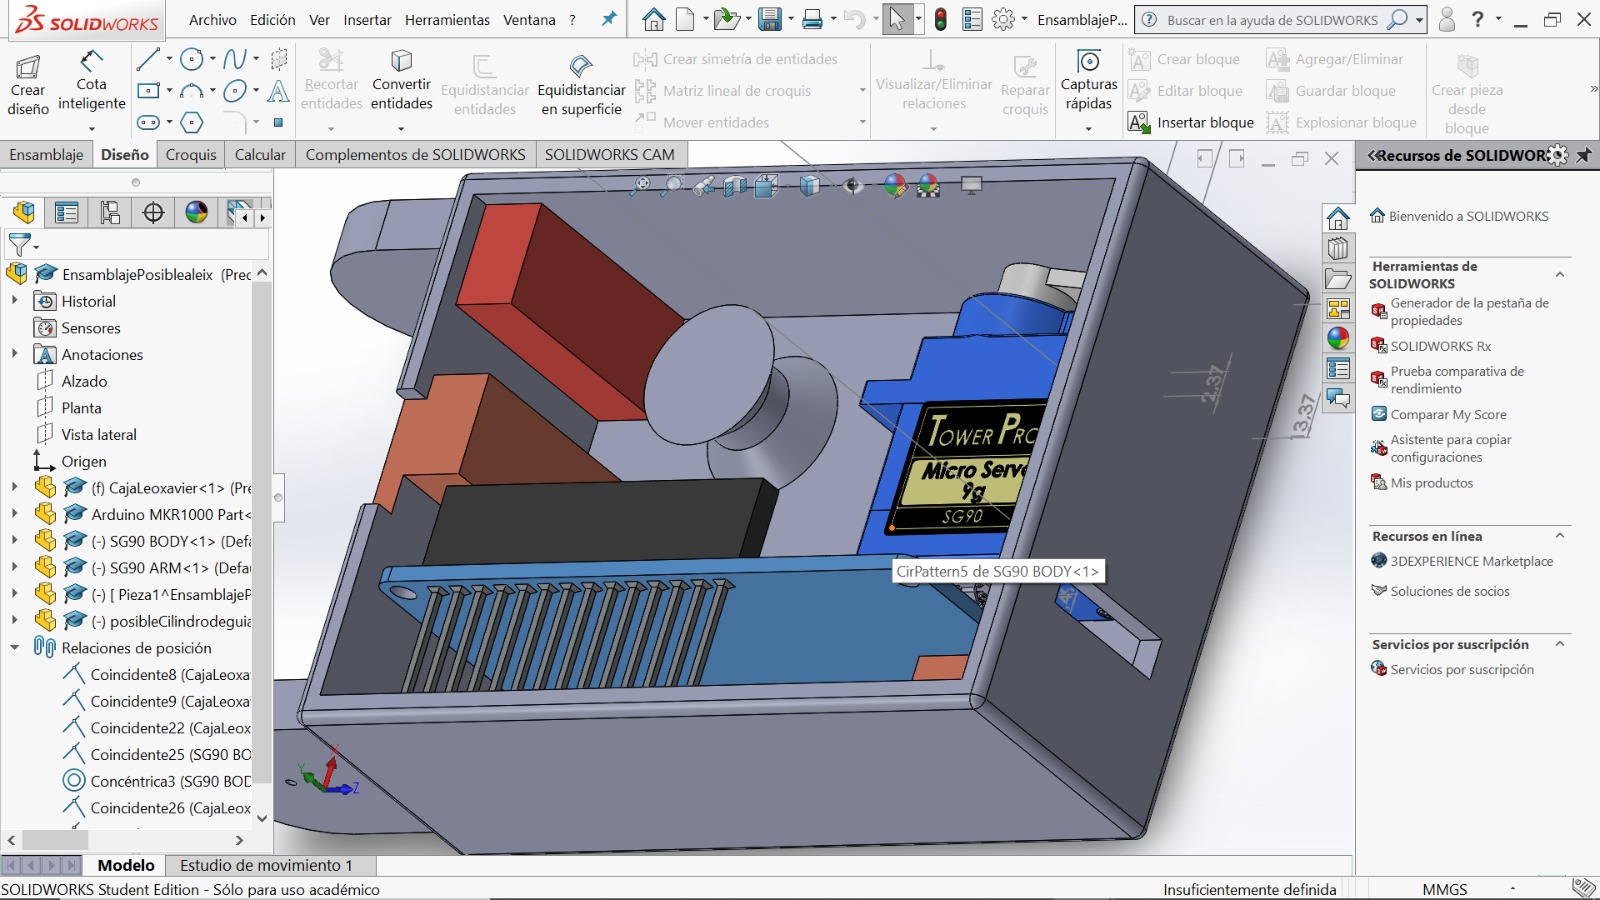 SOLIDWORKS
Archivo Edición Ver Insertar Herramientas Ventana ?
EnsamblajeP...
Buscar en la ayuda de SOLIDWORKS
?
Crear diseño
Cota inteligente
Recortar entidades
Convertir entidades
Equidistanciar entidades
Equidistanciar en superficie
Crear simetría de entidades
Matriz lineal de croquis
Mover entidades
Visualizar/Eliminar relaciones
Reparar croquis
Capturas rápidas
Crear bloque
Editar bloque
Insertar bloque
Agregar/Eliminar
Guardar bloque
Explosionar bloque
Crear pieza desde bloque
Ensamblaje Diseño Croquis Calcular Complementos de SOLIDWORKS SOLIDWORKS CAM
EnsamblajePosiblealeix (Prec
Historial
Sensores
Anotaciones
Alzado
Planta
Vista lateral
Origen
(f) CajaLeoxavier<1> (Pre
Arduino MKR1000 Part<
(-) SG90 BODY<1> (Defa
(-) SG90 ARM<1> (Defau
(-) [ Pieza1^EnsamblajeP
(-) posibleCilindrodeguia
Relaciones de posición
Coincidente8 (CajaLeoxa
Coincidente9 (CajaLeoxa
Coincidente22 (CajaLeox
Coincidente25 (SG90 BO
Concéntrica3 (SG90 BOD
Coincidente26 (CajaLeox
TOWER PRO
Micro Serv
9g
SG90
CirPattern5 de SG90 BODY<1>
2,37
13,37
X
Y
Z
Recursos de SOLIDWOR
Bienvenido a SOLIDWORKS
Herramientas de
SOLIDWORKS
Generador de la pestaña de
propiedades
SOLIDWORKS Rx
Prueba comparativa de
rendimiento
Comparar My Score
Asistente para copiar
configuraciones
Mis productos
Recursos en línea
3DEXPERIENCE Marketplace
Soluciones de socios
Servicios por suscripción
Servicios por suscripción
Modelo Estudio de movimiento 1
SOLIDWORKS Student Edition - Sólo para uso académico
Insuficientemente definida
MMGS